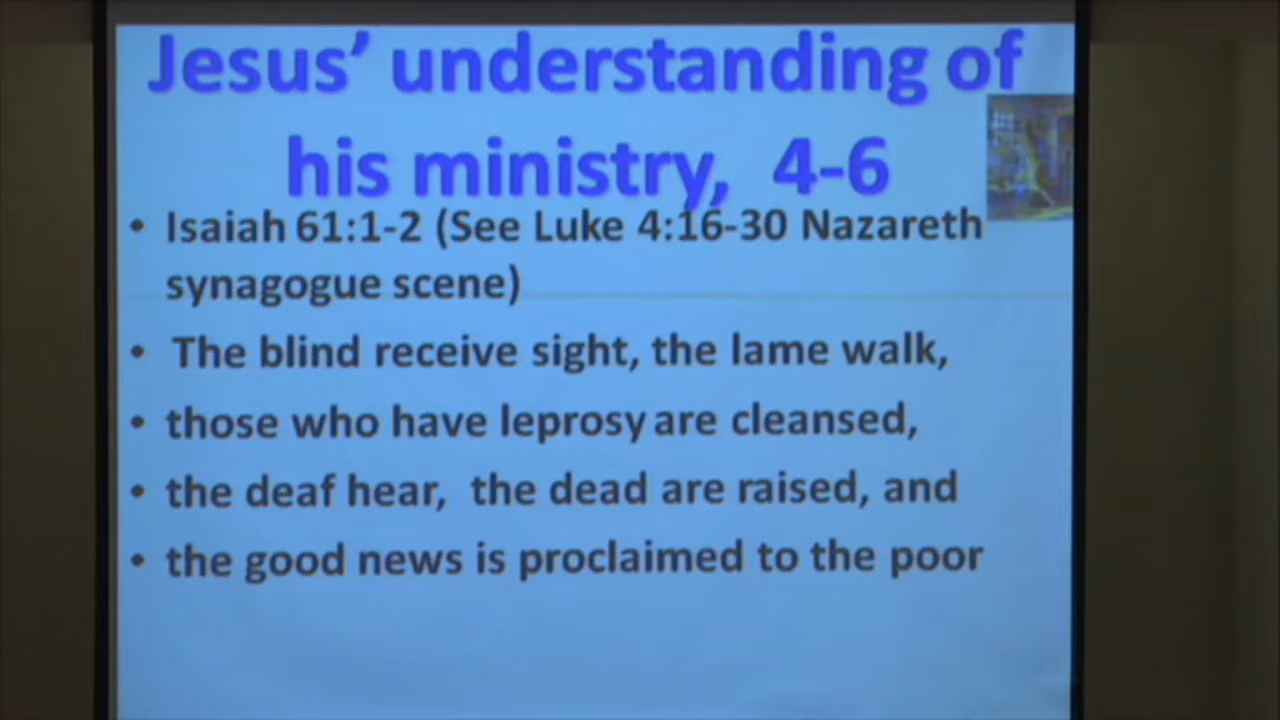 Jesus’ understanding of
his ministry, 4-6
• Isaiah 61:1-2 (See Luke 4:16-30 Nazareth
synagogue scene)
• The blind receive sight, the lame walk,
• those who have leprosy are cleansed,
• the deaf hear, the dead are raised, and
• the good news is proclaimed to the poor